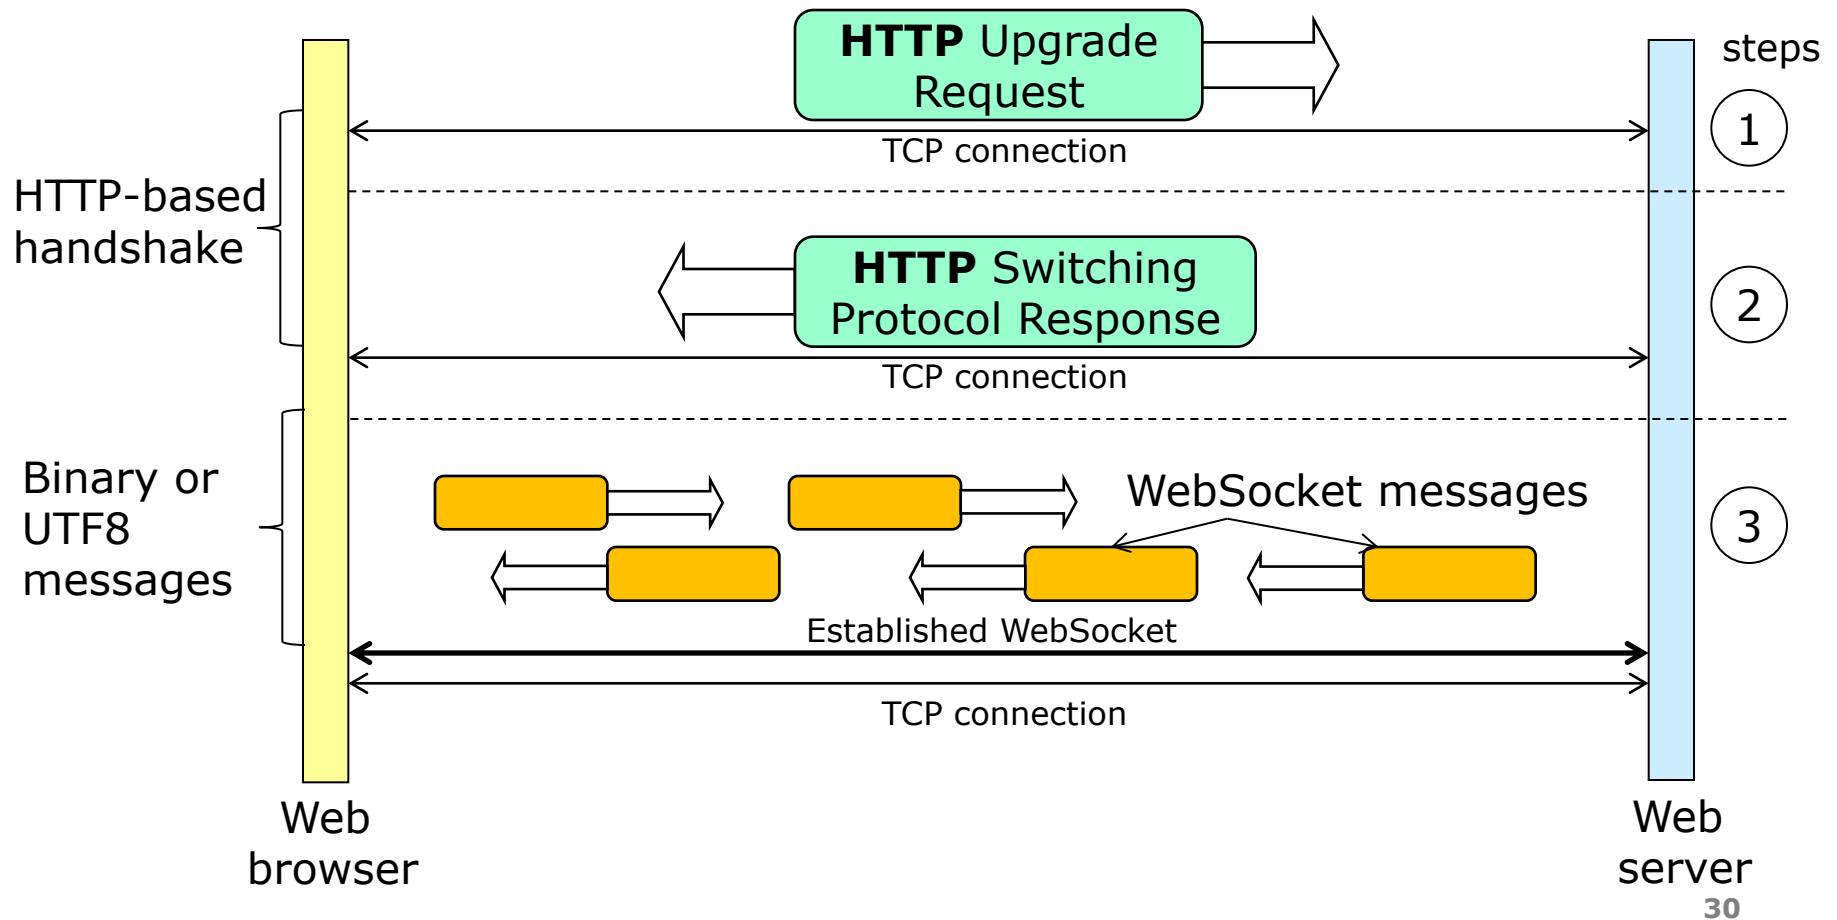 HTTP Upgrade
Request
steps
1
TCP connection
HTTP-based
handshake
HTTP Switching
Protocol Response
2
TCP connection
Binary or
UTF8
messages
WebSocket messages
3
Established WebSocket
TCP connection
Web
browser
Web
server
30